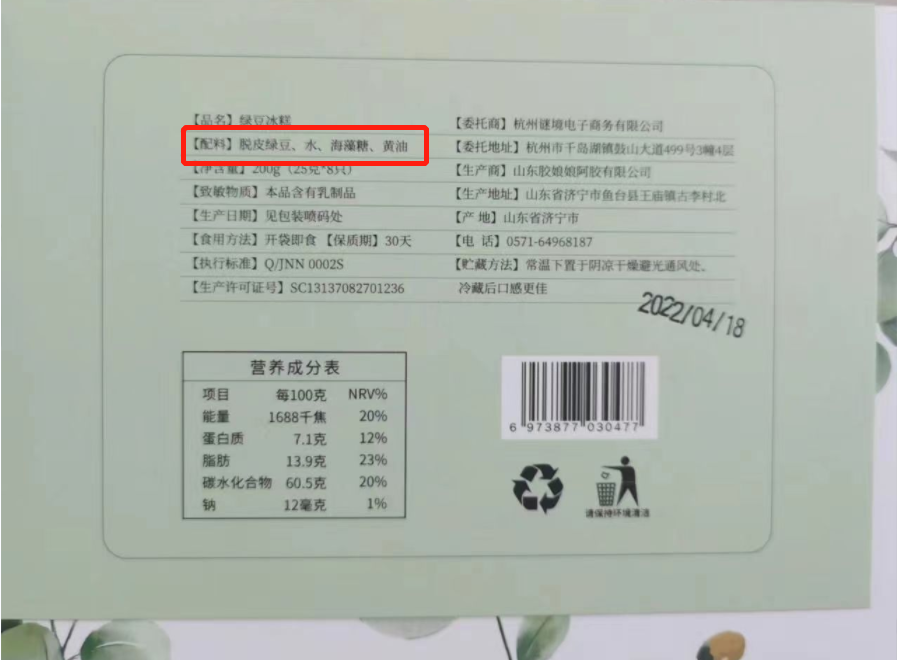 【品名】绿豆冰糕
【配料】脱皮绿豆、水、海藻糖、黄油
【净含量】200g（25克*8只）
【致敏物质】本品含有乳制品
【生产日期】见包装喷码处
【食用方法】开袋即食 【保质期】30天
【执行标准】Q/JNN 0002S
【生产许可证号】SC13137082701236
【委托商】杭州谜境电子商务有限公司
【委托地址】杭州市千岛湖镇鼓山大道499号3幢4层
【生产商】山东胶娘娘阿胶有限公司
【生产地址】山东省济宁市鱼台县王庙镇古李村北
【产 地】山东省济宁市
【电 话】0571-64968187
【贮藏方法】常温下置于阴凉干燥避光通风处、
冷藏后口感更佳
2022/04/18
营养成分表
项目 每100克 NRV%
能量 1688千焦 20%
蛋白质 7.1克 12%
脂肪 13.9克 23%
碳水化合物 60.5克 20%
钠 12毫克 1%
6 973877 030477
请保持环境清洁